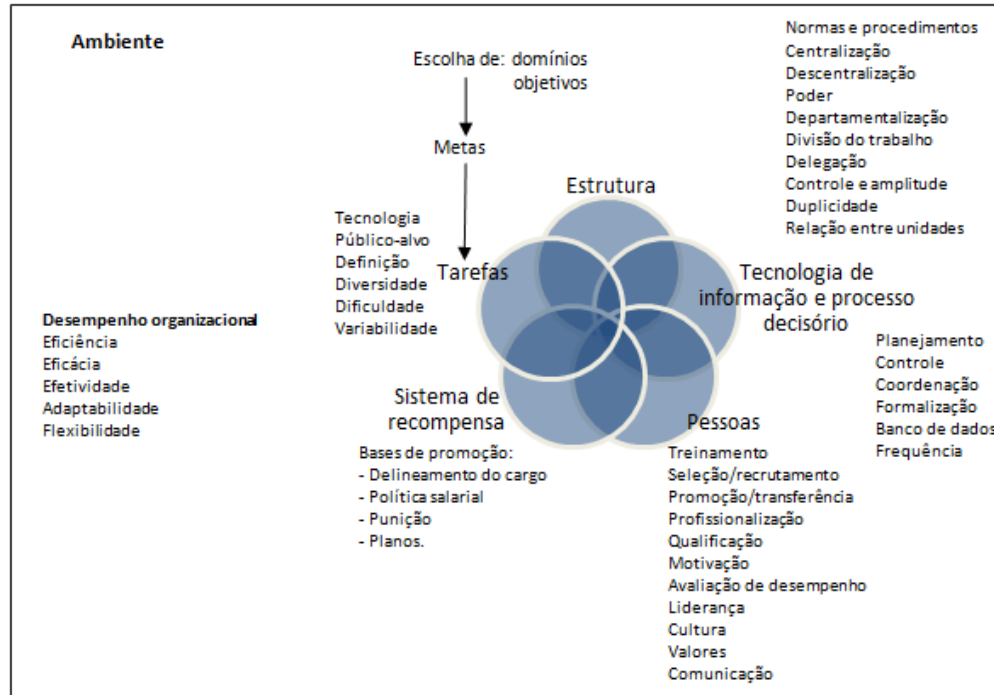 Ambiente
Escolha de: domínios
objetivos
Metas
Normas e procedimentos
Centralização
Descentralização
Poder
Departamentalização
Divisão do trabalho
Delegação
Controle e amplitude
Duplicidade
Relação entre unidades
Estrutura
Tecnologia
Público-alvo
Definição
Diversidade
Dificuldade
Variabilidade
Tarefas
Tecnologia de
informação e processo
decisório
Planejamento
Controle
Coordenação
Formalização
Banco de dados
Frequência
Desempenho organizacional
Eficiência
Eficácia
Efetividade
Adaptabilidade
Flexibilidade
Sistema de
recompensa
Bases de promoção:
- Delineamento do cargo
- Política salarial
- Punição
- Planos.
Pessoas
Treinamento
Seleção/recrutamento
Promoção/transferência
Profissionalização
Qualificação
Motivação
Avaliação de desempenho
Liderança
Cultura
Valores
Comunicação